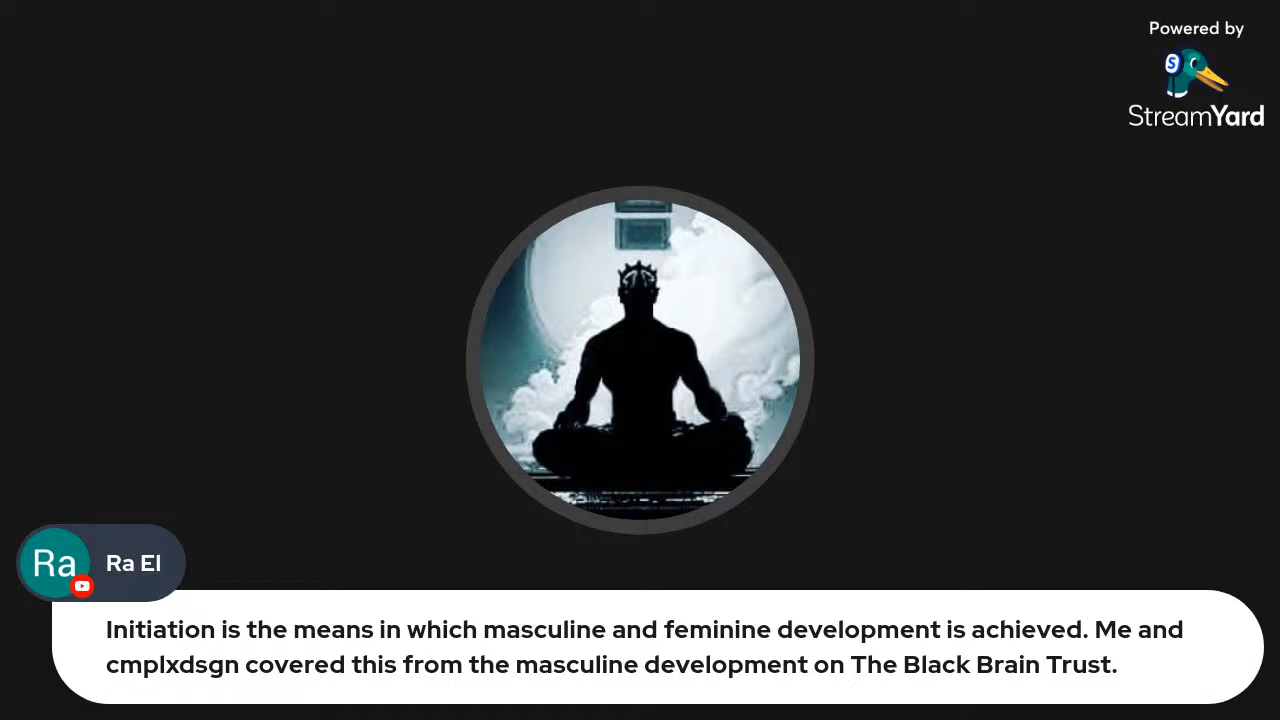 Powered by
S
StreamYard
Ra
Ra El
Initiation is the means in which masculine and feminine development is achieved. Me and
cmplxdsgn covered this from the masculine development on The Black Brain Trust.